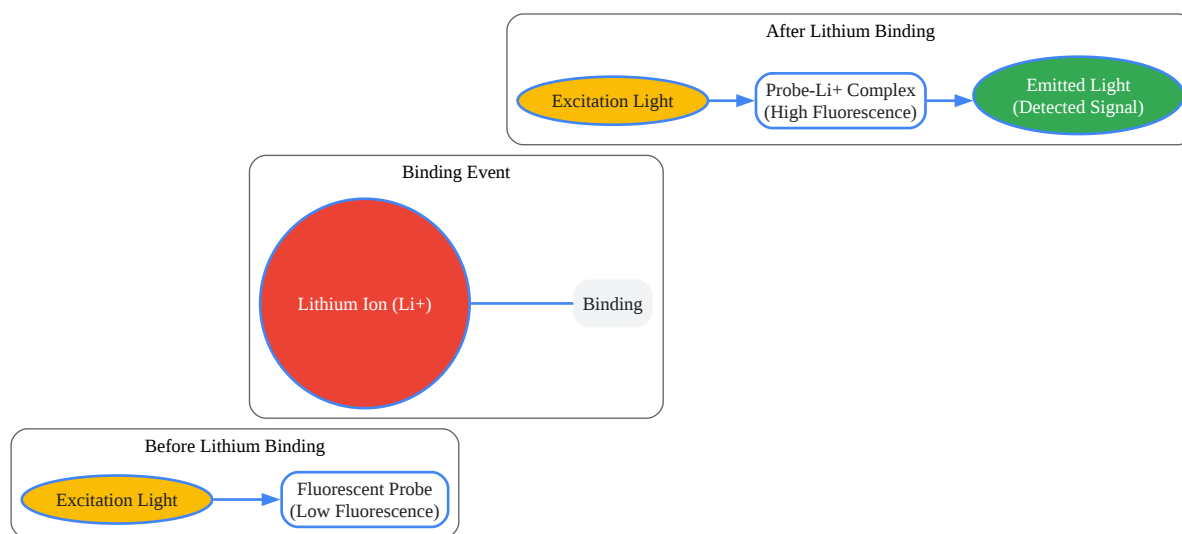 After Lithium Binding
Excitation Light
Probe-Li+ Complex
(High Fluorescence)
Emitted Light
(Detected Signal)
Binding Event
Lithium Ion (Li+)
Binding
Before Lithium Binding
Excitation Light
Fluorescent Probe
(Low Fluorescence)